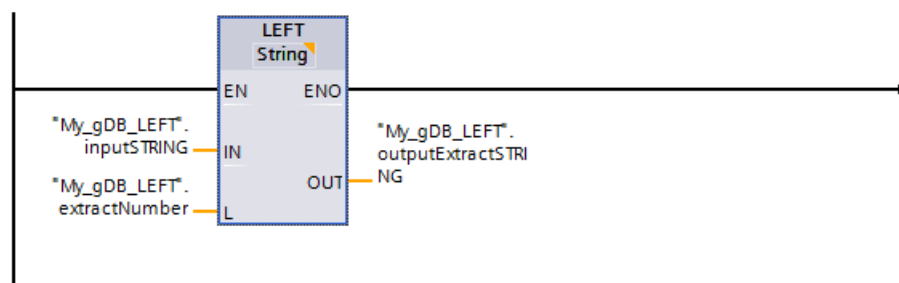 LEFT
String
EN ENO
"My_gDB_LEFT".
inputSTRING
IN
"My_gDB_LEFT".
outputExtractSTRI
NG
OUT
"My_gDB_LEFT".
extractNumber
L